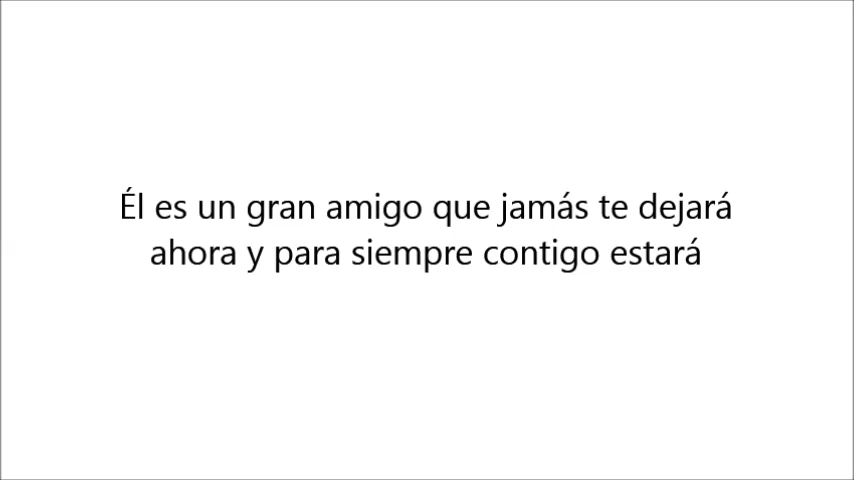 Él es un gran amigo que jamás te dejará
ahora y para siempre contigo estará